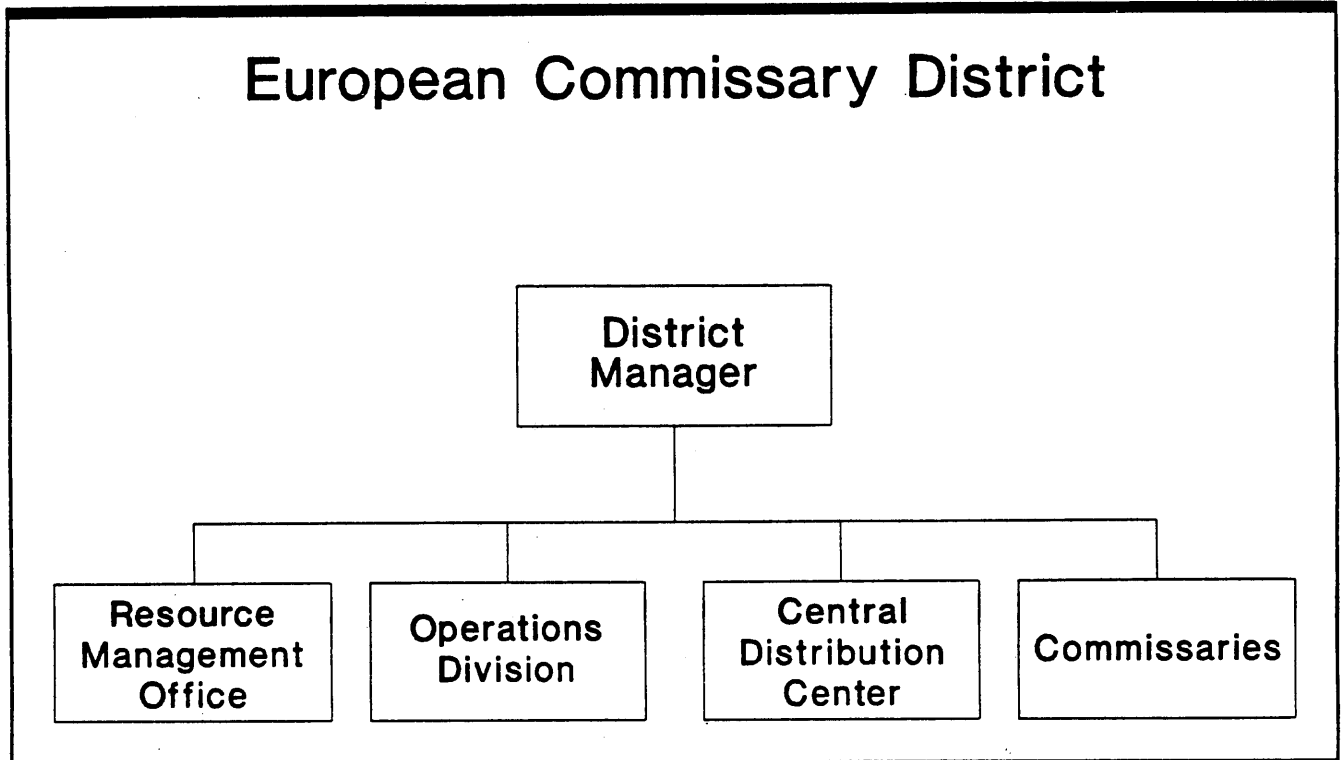 European Commissary District
District
Manager
Resource
Management
Office
Operations
Division
Central
Distribution
Center
Commissaries